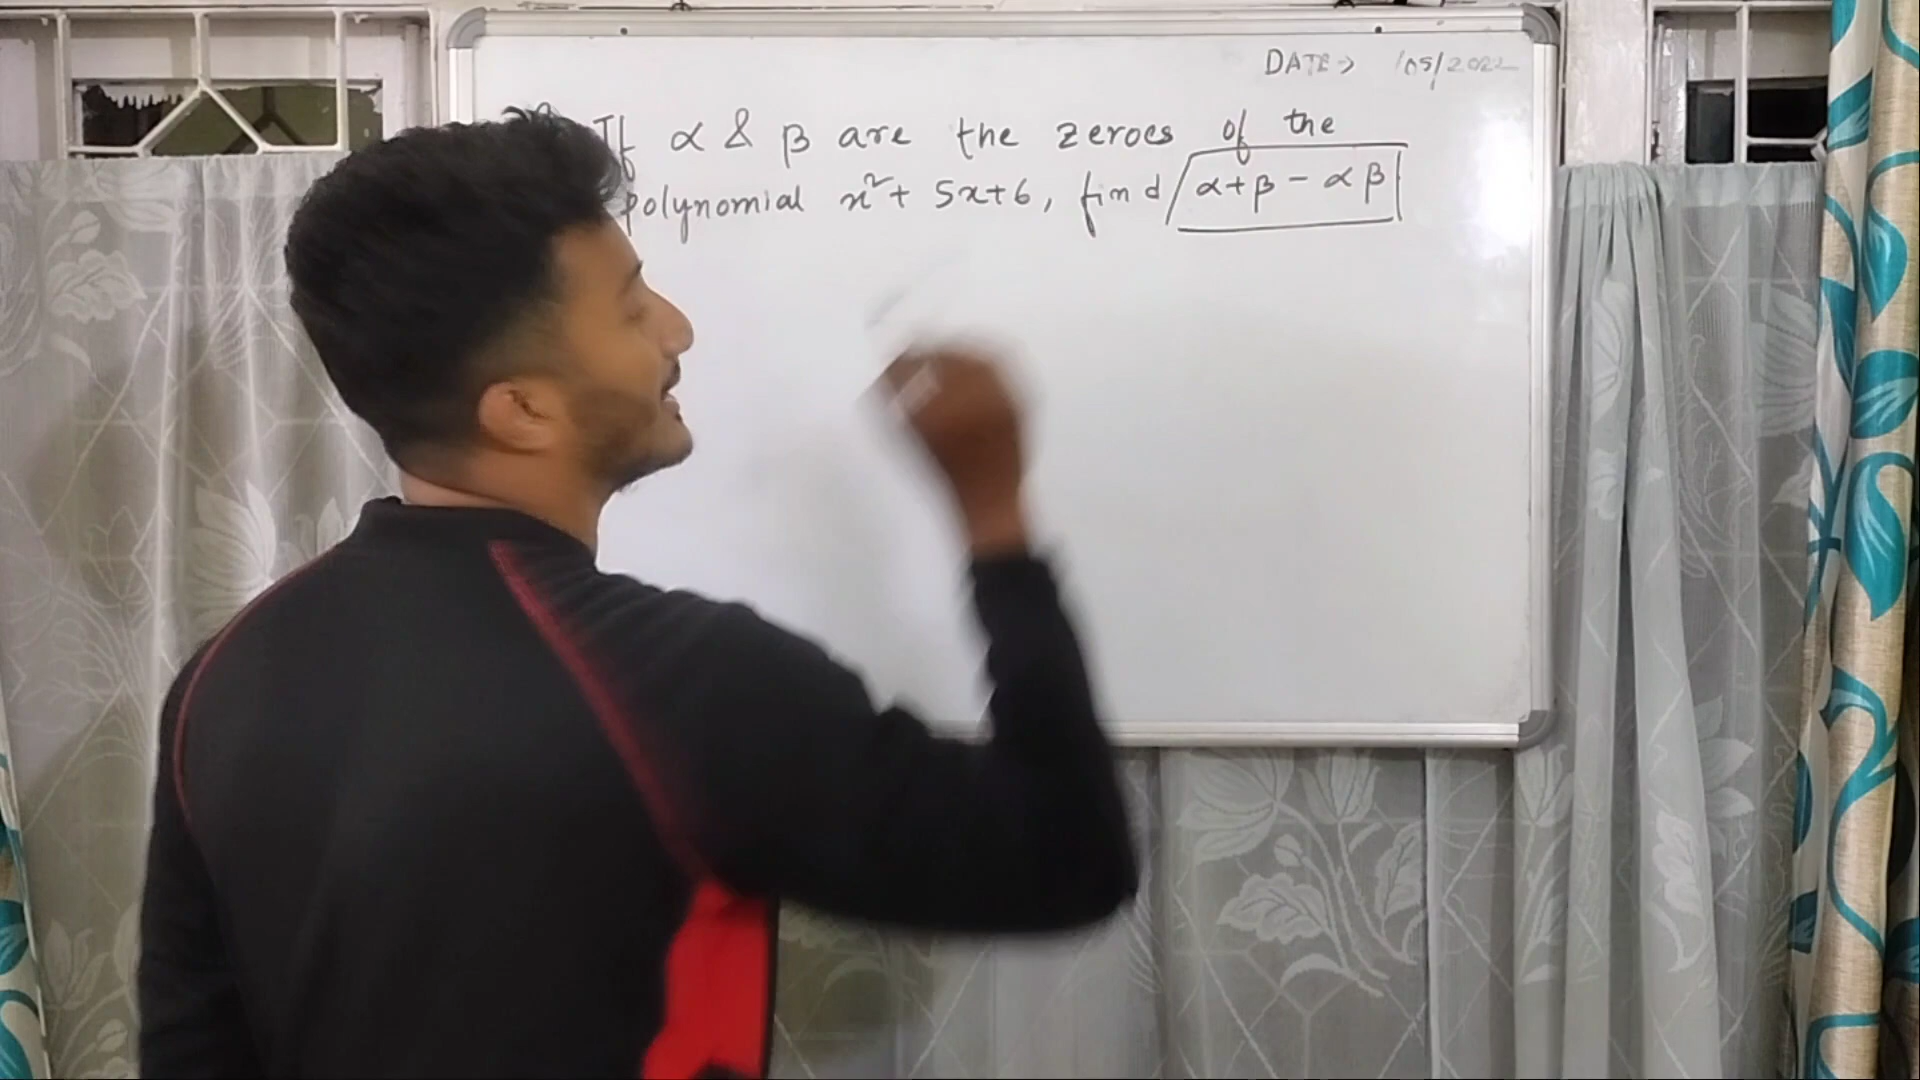 DATE → /05/2022
If α & β are the zeroes of the
polynomial x²+ 5x+6, find α+β - αβ